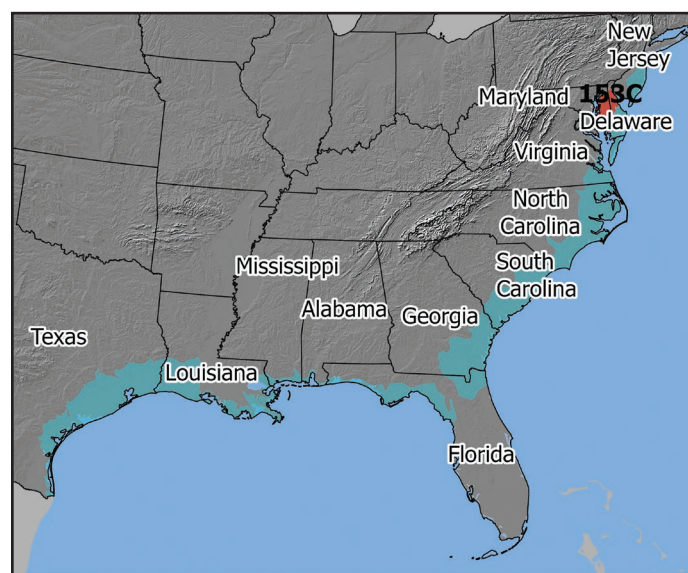 New
Jersey
Maryland
153C
Delaware
Virginia
North
Carolina
South
Carolina
Mississippi
Alabama
Georgia
Texas
Louisiana
Florida